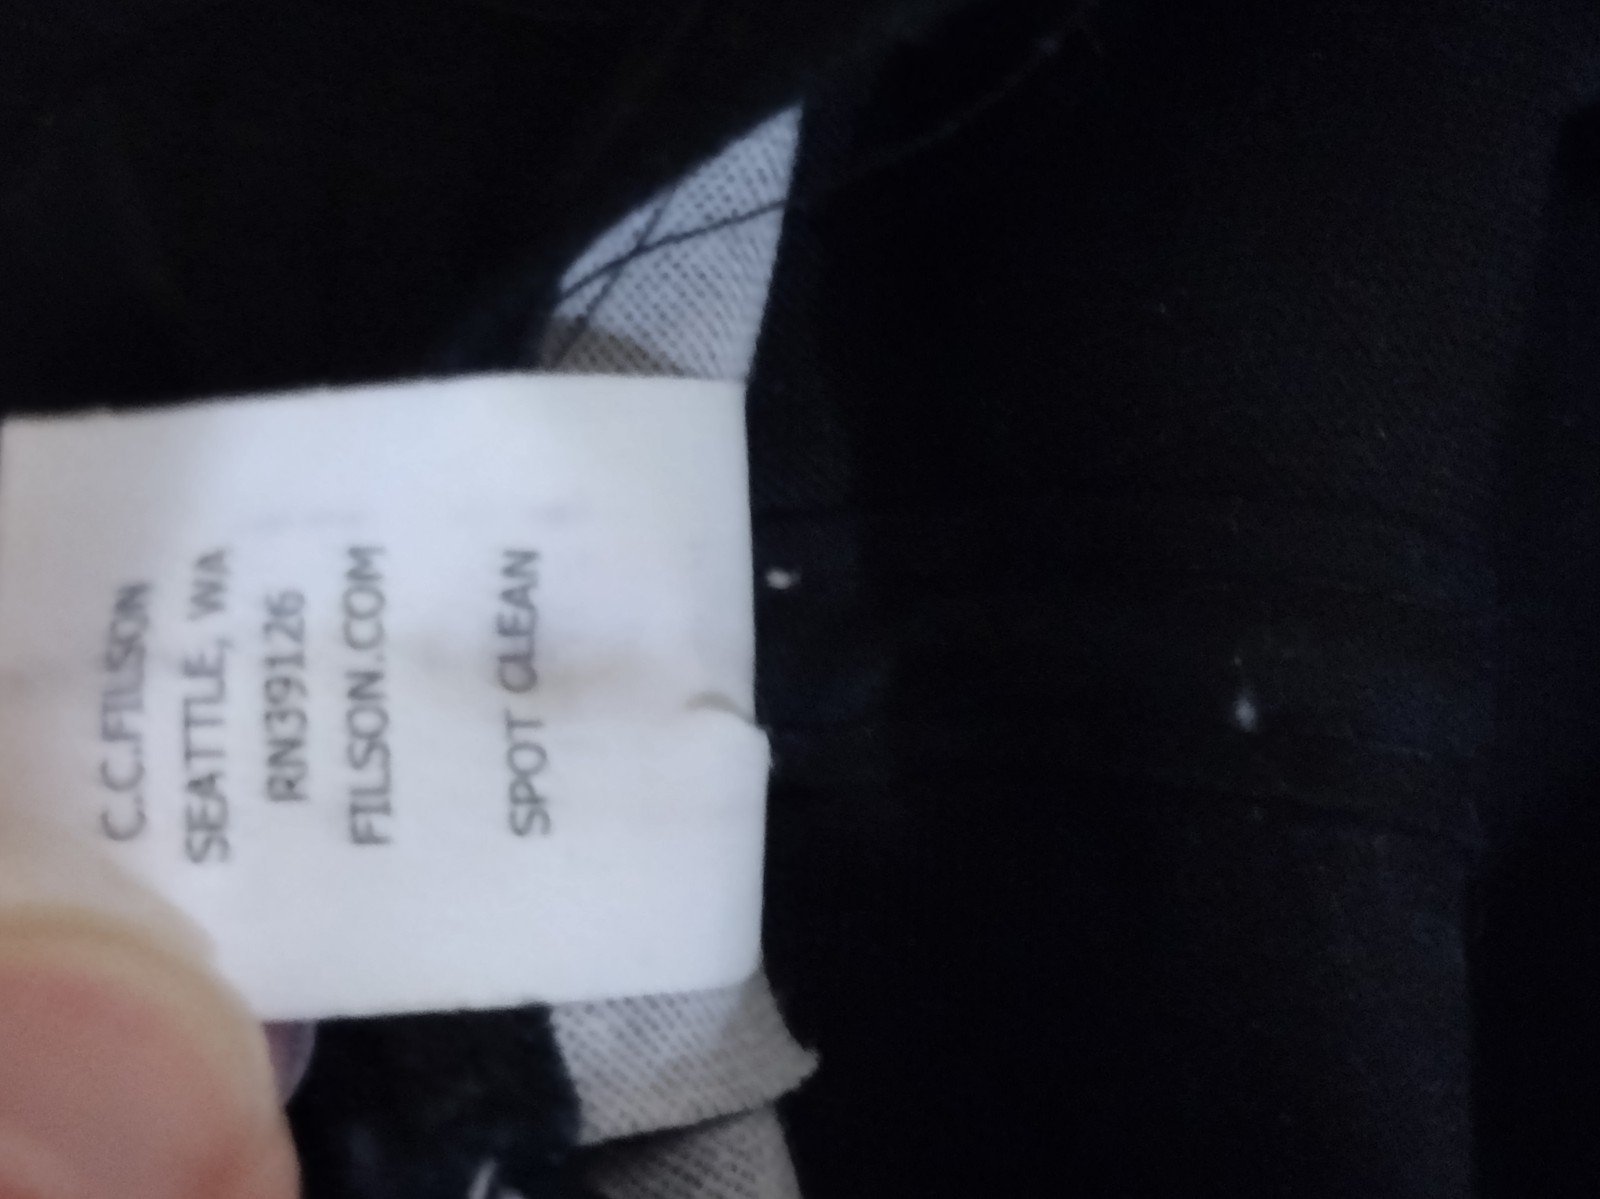 C.C.FILSON
SEATTLE, WA
RN39126
FILSON.COM
SPOT CLEAN